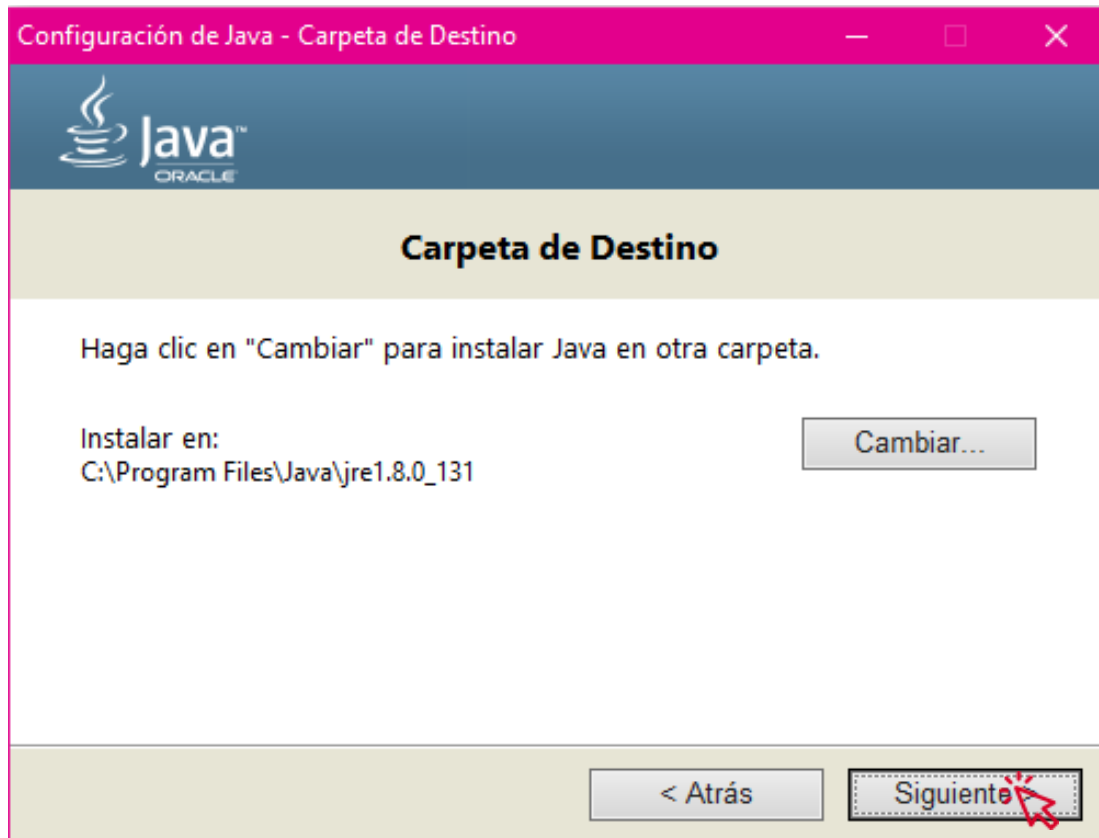 Configuración de Java - Carpeta de Destino
Java™
ORACLE
Carpeta de Destino
Haga clic en "Cambiar" para instalar Java en otra carpeta.
Instalar en:
C:\Program Files\Java\jre1.8.0_131
Cambiar...
< Atrás
Siguiente >